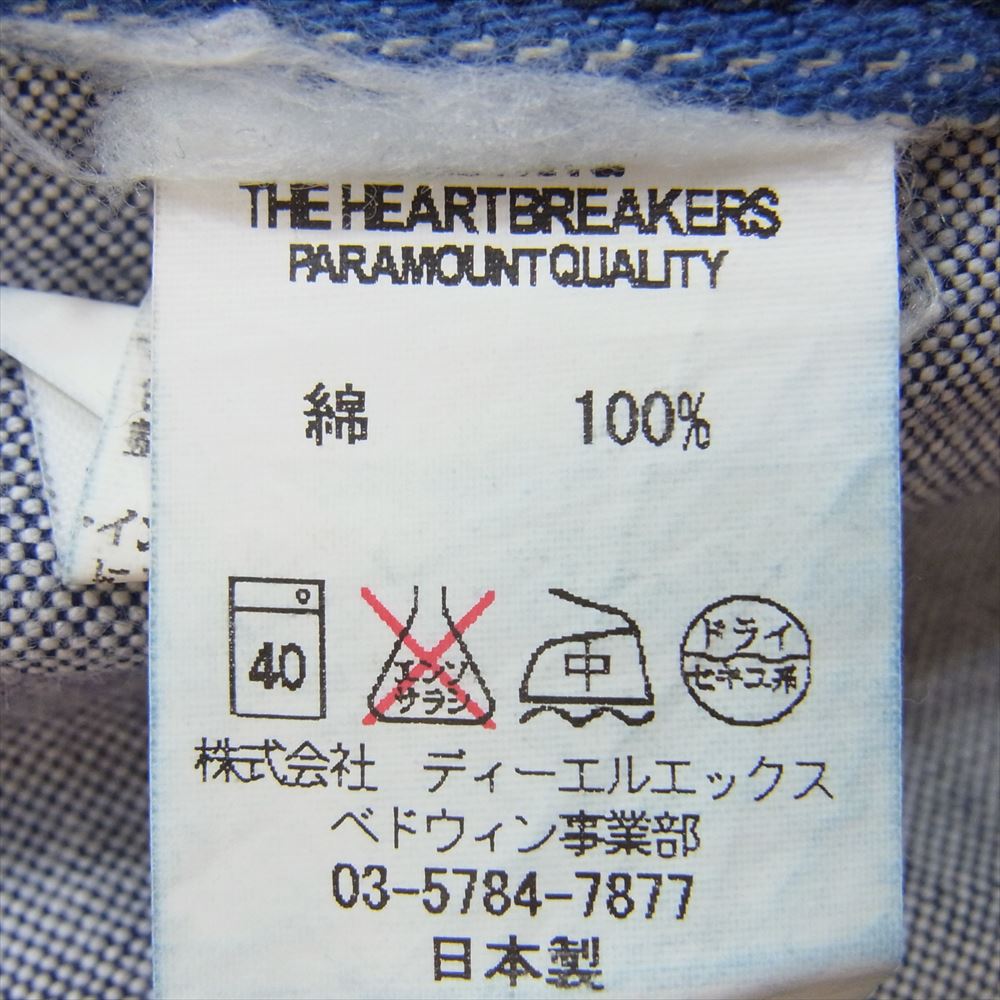 THE HEARTBREAKERS
PARAMOUNT QUALITY
綿 100%
40
エンソ
サラシ
中
ドライ
セキユ系
株式会社 ディーエルエックス
ベドウィン事業部
03-5784-7877
日本製